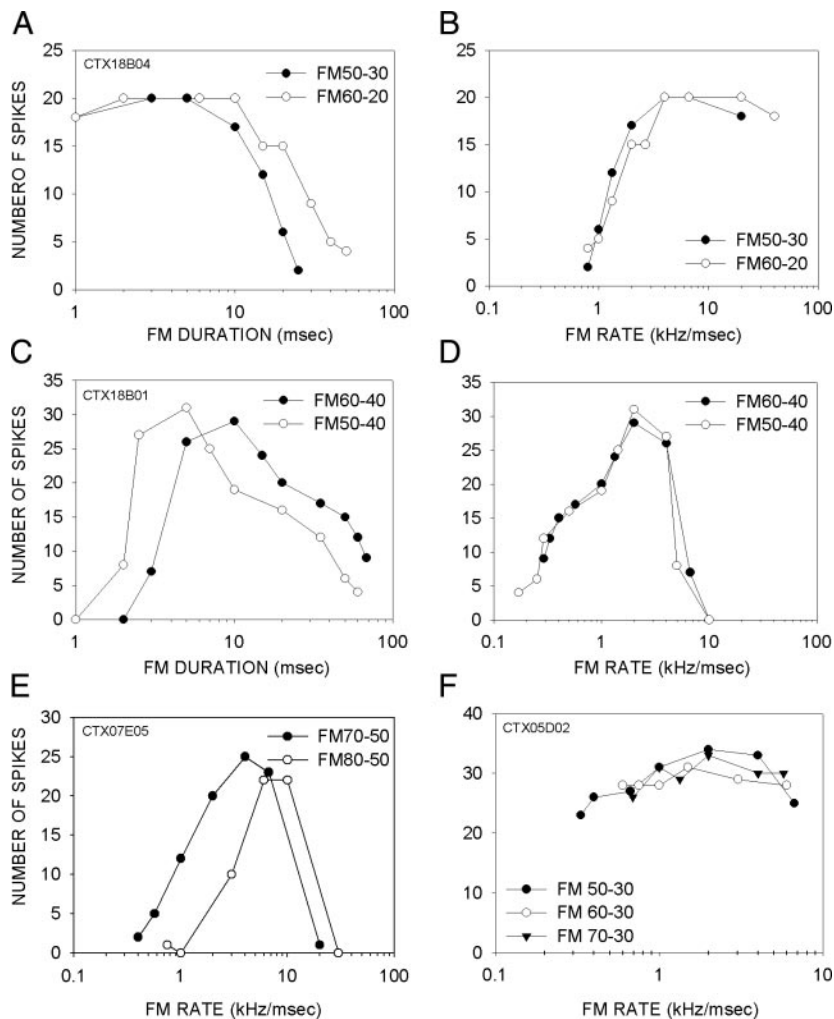 A
B
25
20
15
10
5
0
NUMBERO F SPIKES
CTX18B04
FM50-30
FM60-20
1
10
100
FM DURATION (msec)
25
20
15
10
5
0
FM50-30
FM60-20
0.1
1
10
100
FM RATE (kHz/msec)
C
D
35
30
25
20
15
10
5
0
NUMBER OF SPIKES
CTX18B01
FM60-40
FM50-40
1
10
100
FM DURATION (msec)
35
30
25
20
15
10
5
0
FM60-40
FM50-40
0.1
1
10
100
FM RATE (kHz/msec)
E
F
30
25
20
15
10
5
0
NUMBER OF SPIKES
CTX07E05
FM70-50
FM80-50
0.1
1
10
100
FM RATE (kHz/msec)
40
30
20
10
0
CTX05D02
FM 50-30
FM 60-30
FM 70-30
0.1
1
10
FM RATE (kHz/msec)